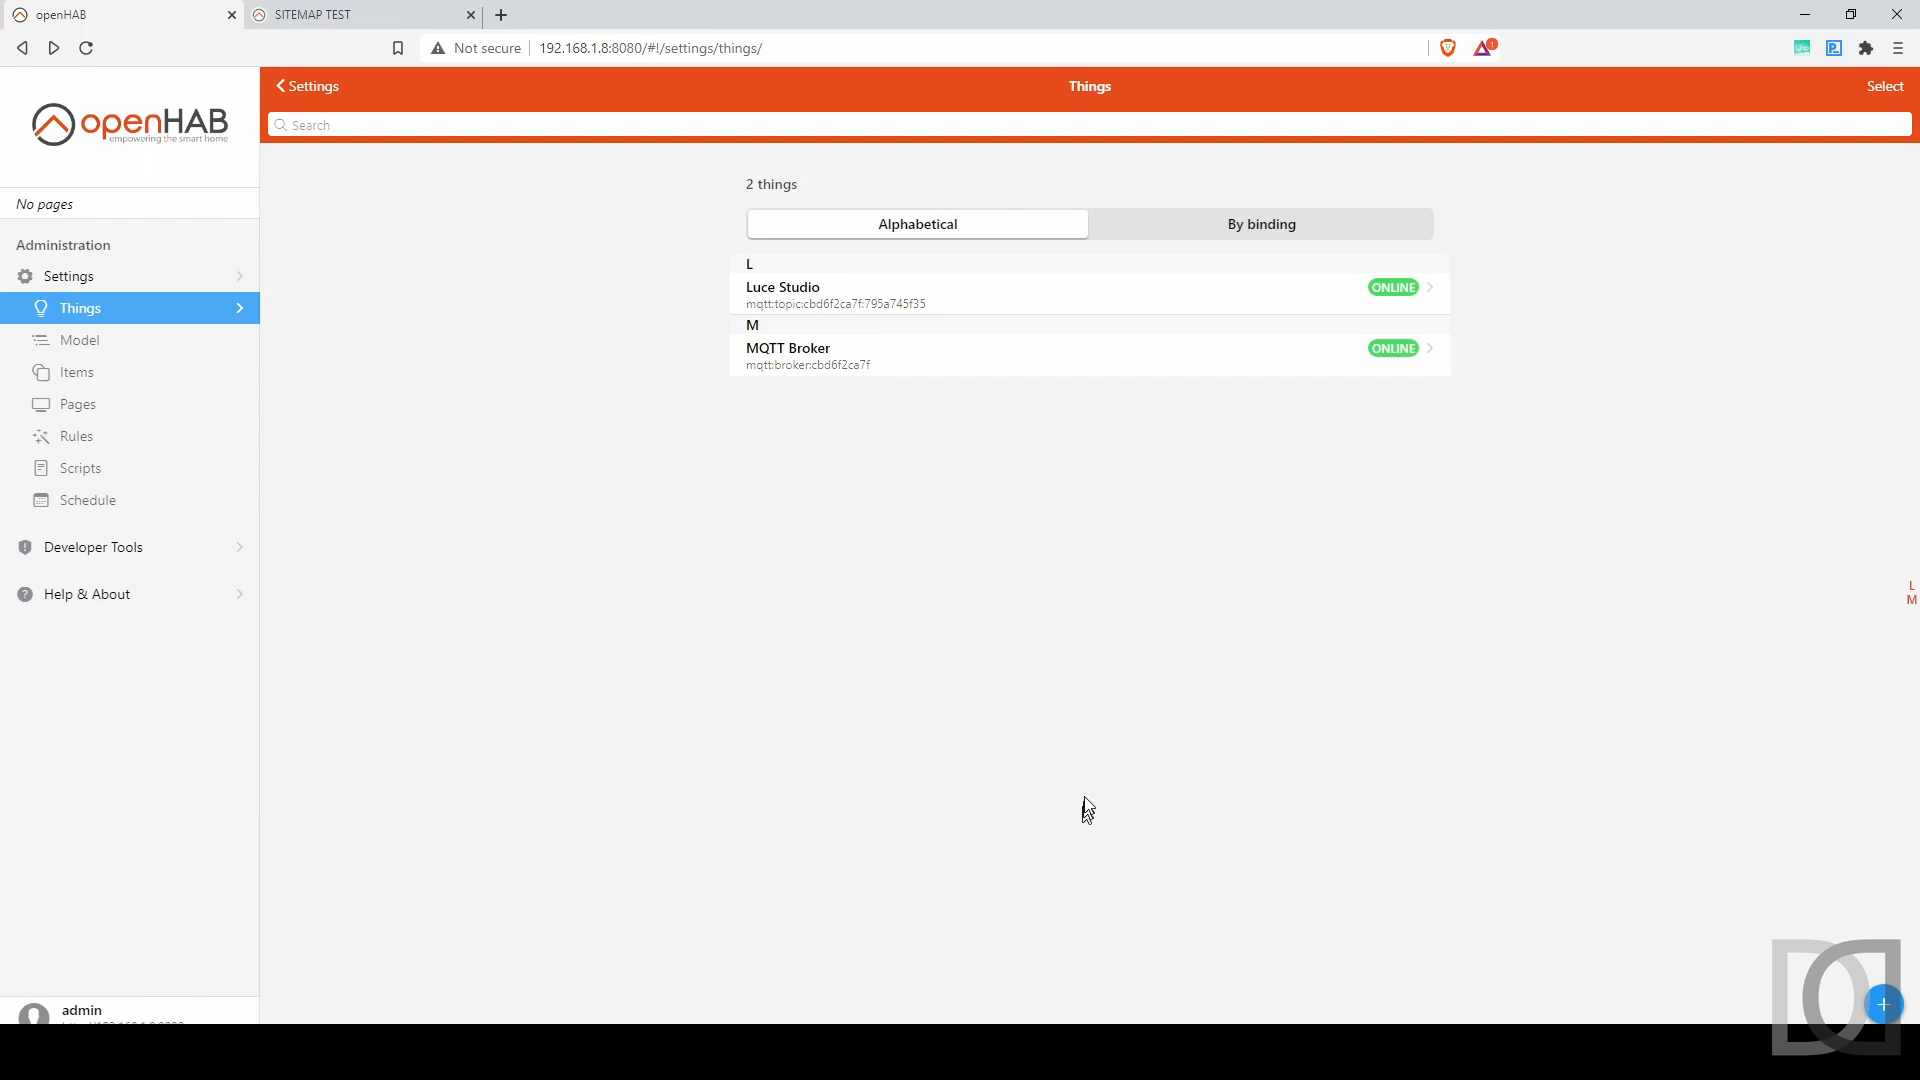 openHAB
SITEMAP TEST
Not secure
192.168.1.8:8080/#!/settings/things/
1
Uno
Settings
Things
Select
openHAB
empowering the smart home
Search
No pages
2 things
Alphabetical
By binding
Administration
Settings
Things
Model
Items
Pages
Rules
Scripts
Schedule
Developer Tools
Help & About
L
Luce Studio
ONLINE
mqtt:topic:cbd6f2ca7f:795a745f35
M
MQTT Broker
ONLINE
mqtt:broker:cbd6f2ca7f
L
M
admin